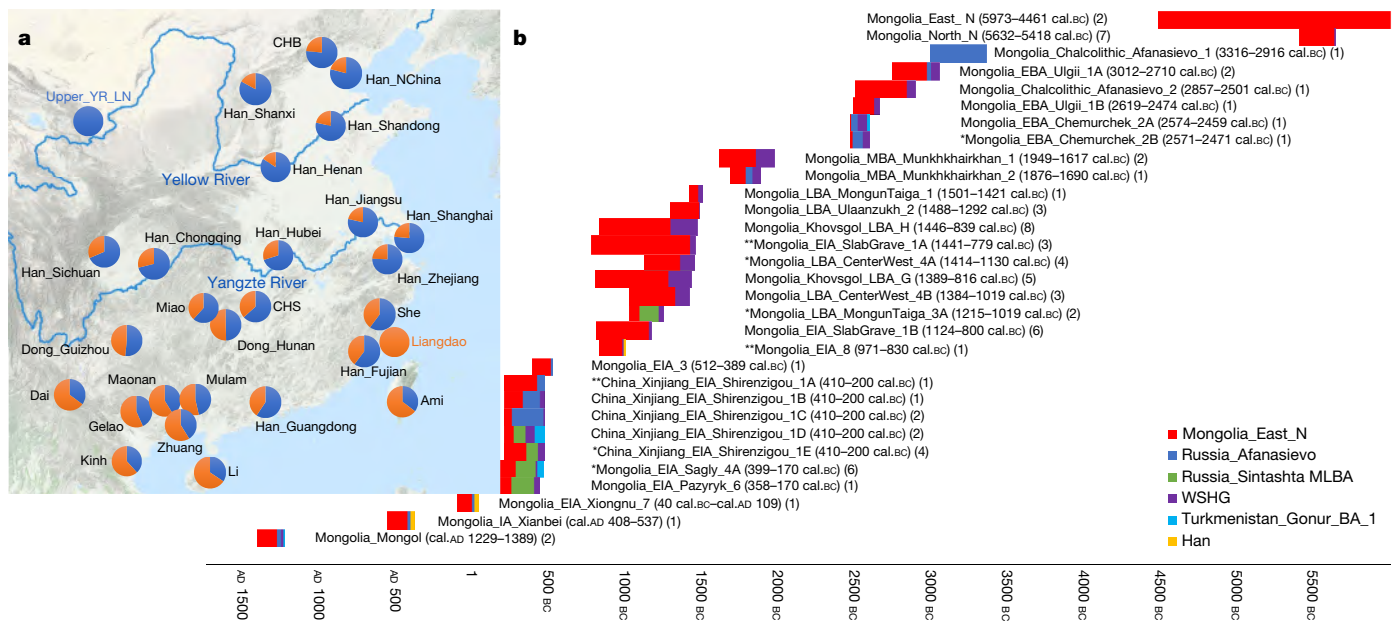 a
CHB
Han_NChina
Upper_YR_LN
Han_Shanxi
Han_Shandong
Han_Henan
Yellow River
Han_Jiangsu
Han_Shanghai
Han_Chongqing
Han_Hubei
Han_Sichuan
Han_Zhejiang
Yangzte River
Miao
CHS
She
Dong_Guizhou
Dong_Hunan
Liangdao
Han_Fujian
Maonan
Mulam
Dai
Ami
Gelao
Han_Guangdong
Zhuang
Kinh
Li
b
Mongolia_East_ N (5973–4461 cal.BC) (2)
Mongolia_North_N (5632–5418 cal.BC) (7)
Mongolia_Chalcolithic_Afanasievo_1 (3316–2916 cal.BC) (1)
Mongolia_EBA_Ulgii_1A (3012–2710 cal.BC) (2)
Mongolia_Chalcolithic_Afanasievo_2 (2857–2501 cal.BC) (1)
Mongolia_EBA_Ulgii_1B (2619–2474 cal.BC) (1)
Mongolia_EBA_Chemurchek_2A (2574–2459 cal.BC) (1)
*Mongolia_EBA_Chemurchek_2B (2571–2471 cal.BC) (1)
Mongolia_MBA_Munkhkhairkhan_1 (1949–1617 cal.BC) (2)
Mongolia_MBA_Munkhkhairkhan_2 (1876–1690 cal.BC) (1)
Mongolia_LBA_MongunTaiga_1 (1501–1421 cal.BC) (1)
Mongolia_LBA_Ulaanzukh_2 (1488–1292 cal.BC) (3)
Mongolia_Khovsgol_LBA_H (1446–839 cal.BC) (8)
**Mongolia_EIA_SlabGrave_1A (1441–779 cal.BC) (3)
*Mongolia_LBA_CenterWest_4A (1414–1130 cal.BC) (4)
Mongolia_Khovsgol_LBA_G (1389–816 cal.BC) (5)
Mongolia_LBA_CenterWest_4B (1384–1019 cal.BC) (3)
*Mongolia_LBA_MongunTaiga_3A (1215–1019 cal.BC) (2)
Mongolia_EIA_SlabGrave_1B (1124–800 cal.BC) (6)
**Mongolia_EIA_8 (971–830 cal.BC) (1)
Mongolia_EIA_3 (512–389 cal.BC) (1)
**China_Xinjiang_EIA_Shirenzigou_1A (410–200 cal.BC) (1)
China_Xinjiang_EIA_Shirenzigou_1B (410–200 cal.BC) (1)
China_Xinjiang_EIA_Shirenzigou_1C (410–200 cal.BC) (2)
China_Xinjiang_EIA_Shirenzigou_1D (410–200 cal.BC) (2)
*China_Xinjiang_EIA_Shirenzigou_1E (410–200 cal.BC) (4)
*Mongolia_EIA_Sagly_4A (399–170 cal.BC) (6)
Mongolia_EIA_Pazyryk_6 (358–170 cal.BC) (1)
Mongolia_EIA_Xiongnu_7 (40 cal.BC–cal.AD 109) (1)
Mongolia_IA_Xianbei (cal.AD 408–537) (1)
Mongolia_Mongol (cal.AD 1229–1389) (2)
Mongolia_East_N
Russia_Afanasievo
Russia_Sintashta MLBA
WSHG
Turkmenistan_Gonur_BA_1
Han
AD 1500
AD 1000
AD 500
1
500 BC
1000 BC
1500 BC
2000 BC
2500 BC
3000 BC
3500 BC
4000 BC
4500 BC
5000 BC
5500 BC